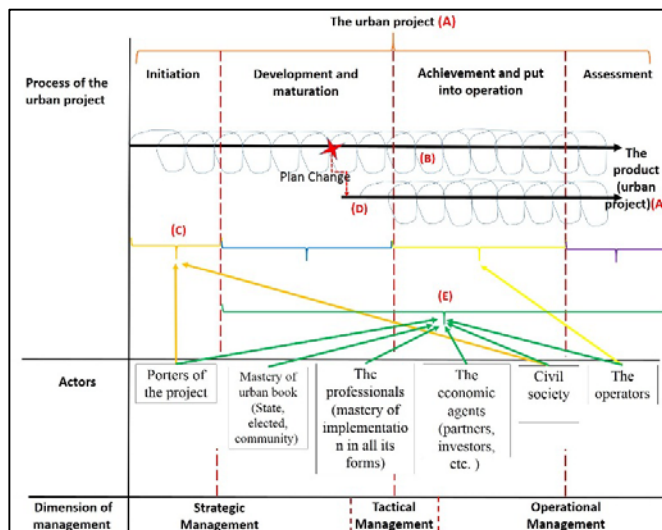 The urban project (A)
Process of the
urban project
Initiation
Development and
maturation
Achievement and put
into operation
Assessment
(B)
The
product
(urban
project)(A
Plan Change
(D)
(C)
(E)
Actors
Porters of
the project
Mastery of
urban book
(State,
elected,
community)
The
professionals
(mastery of
implementatio
n in all its
forms)
The
economic
agents
(partners,
investors,
etc. )
Civil
society
The
operators
Dimension of
management
Strategic
Management
Tactical
Management
Operational
Management